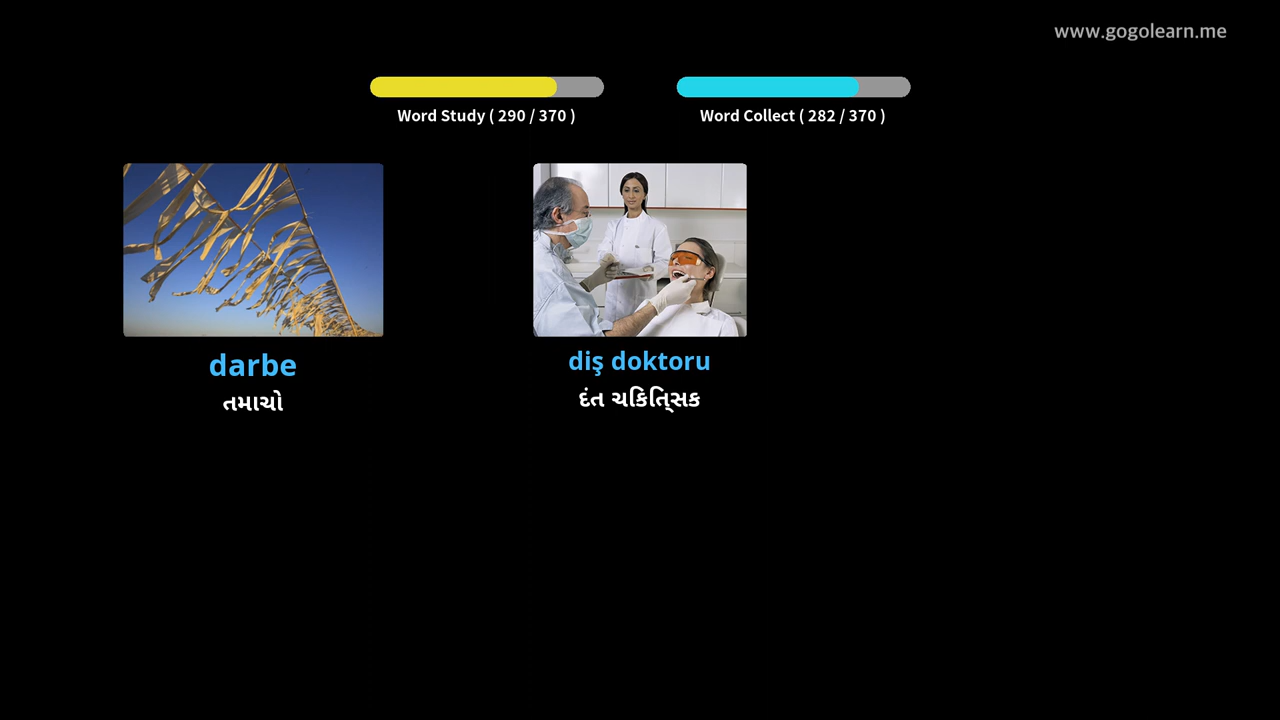 www.gogolearn.me
Word Study ( 290 / 370 )
Word Collect ( 282 / 370 )
darbe
તમાચો
diş doktoru
દંત ચકિત્સિક